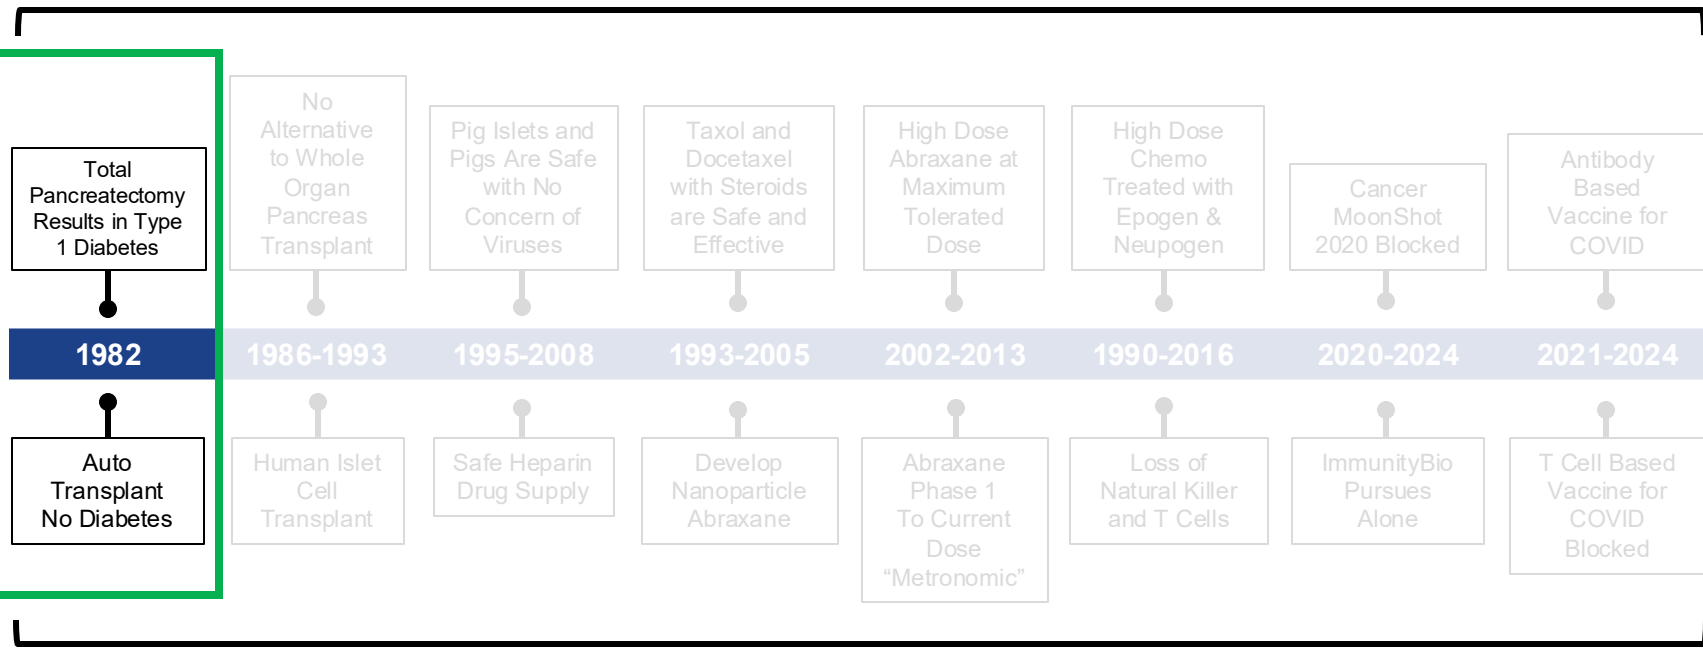 Total
Pancreatectomy
Results in Type
1 Diabetes
No
Alternative
to Whole
Organ
Pancreas
Transplant
Pig Islets and
Pigs Are Safe
with No
Concern of
Viruses
Taxol and
Docetaxel
with Steroids
are Safe and
Effective
High Dose
Abraxane at
Maximum
Tolerated
Dose
High Dose
Chemo
Treated with
Epogen &
Neupogen
Cancer
MoonShot
2020 Blocked
Antibody
Based
Vaccine for
COVID
1982
1986-1993
1995-2008
1993-2005
2002-2013
1990-2016
2020-2024
2021-2024
Auto
Transplant
No Diabetes
Human Islet
Cell
Transplant
Safe Heparin
Drug Supply
Develop
Nanoparticle
Abraxane
Abraxane
Phase 1
To Current
Dose
“Metronomic”
Loss of
Natural Killer
and T Cells
ImmunityBio
Pursues
Alone
T Cell Based
Vaccine for
COVID
Blocked